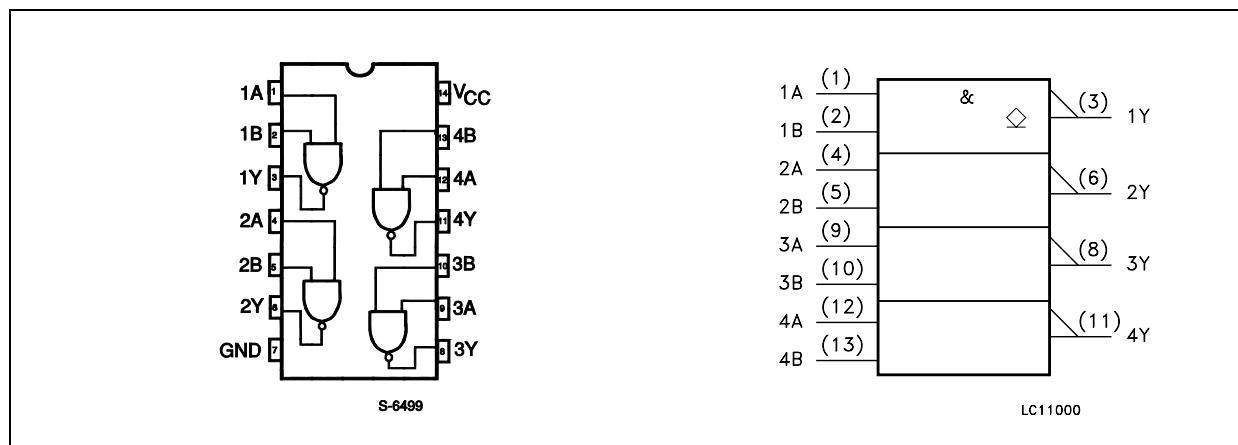 1A 1
1B 2
1Y 3
2A 4
2B 5
2Y 6
GND 7
14 VCC
13 4B
12 4A
11 4Y
10 3B
9 3A
8 3Y
S-6499
1A (1)
1B (2)
2A (4)
2B (5)
3A (9)
3B (10)
4A (12)
4B (13)
&
(3) 1Y
(6) 2Y
(8) 3Y
(11) 4Y
LC11000